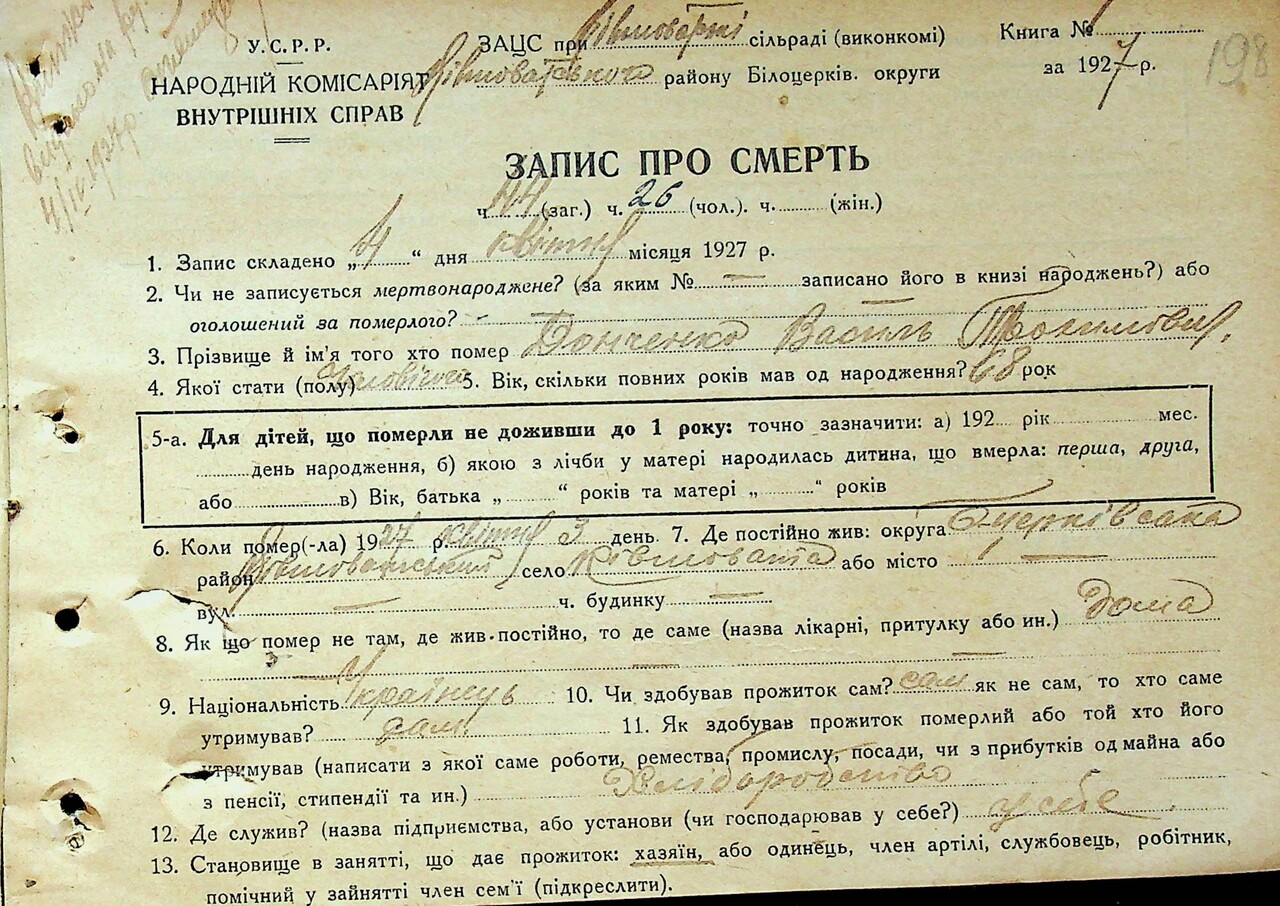 У.С.Р.Р.
НАРОДНІЙ КОМІСАРІЯТ
ВНУТРІШНІХ СПРАВ
4/IV 1927р.
ЗАЦС при сільраді (виконкомі)
району Білоцерків. округи
Книга №
за 1927 р.
198
ЗАПИС ПРО СМЕРТЬ
ч. 44 (заг.) ч. 26 (чол.). ч. (жін.)
1. Запис складено „4" дня квітня місяця 1927 р.
2. Чи не записується мертвонароджене? (за яким № — записано його в книзі народжень?) або
оголошений за померлого? -
3. Прізвище й ім'я того хто помер Донченко Василь Трохимович.
4. Якої стати (полу) 5. Вік, скільки повних років мав од народження? 68 рок
5-а. Для дітей, що померли не доживши до 1 року: точно зазначити: а) 192 рік мес.
день народження, б) якою з лічби у матері народилась дитина, що вмерла: перша, друга,
або в) Вік, батька „ " років та матері „ " років
6. Коли помер(-ла) 1927 р. квітня 3 день 7. Де постійно жив: округа Б-церківська
район село Ківшовата або місто —
вул. — ч. будинку —
8. Як що помер не там, де жив постійно, то де саме (назва лікарні, притулку або ин.) дома
9. Національність Українець 10. Чи здобував прожиток сам? сам як не сам, то хто саме
утримував? сам. 11. Як здобував прожиток померлий або той хто його
утримував (написати з якої саме роботи, ремества, промислу, посади, чи з прибутків од майна або
з пенсії, стипендії та ин.) Хліборобство
12. Де служив? (назва підприємства, або установи (чи господарював у себе?) у себе
13. Становище в занятті, що дає прожиток: хазяїн, або одинець, член артілі, службовець, робітник,
помічний у зайнятті член сем'ї (підкреслити).